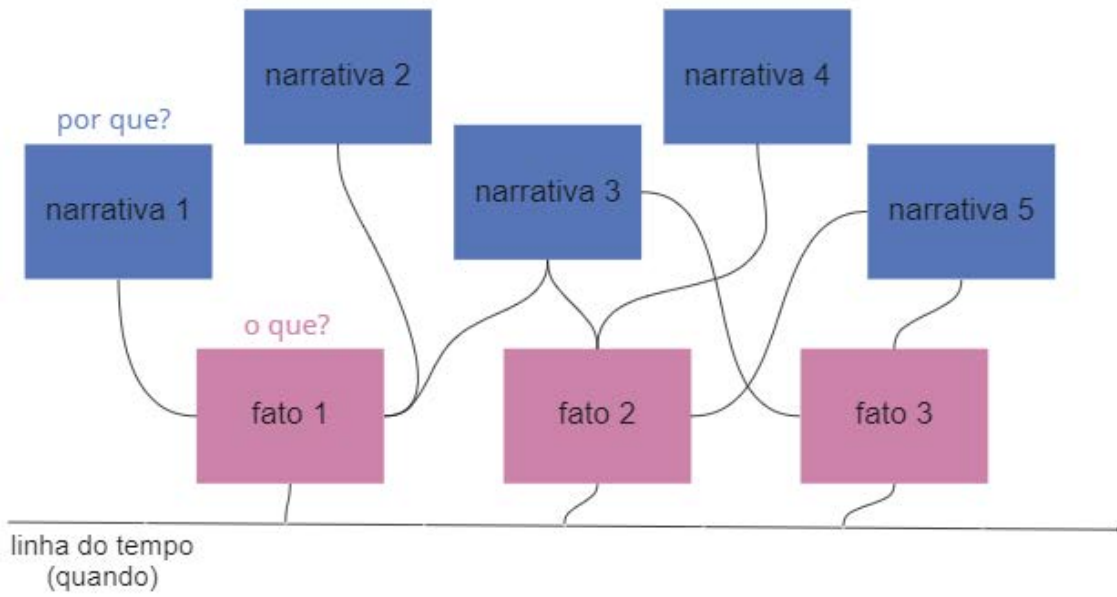 narrativa 2
narrativa 4
por que?
narrativa 3
narrativa 1
narrativa 5
o que?
fato 1
fato 2
fato 3
linha do tempo
(quando)